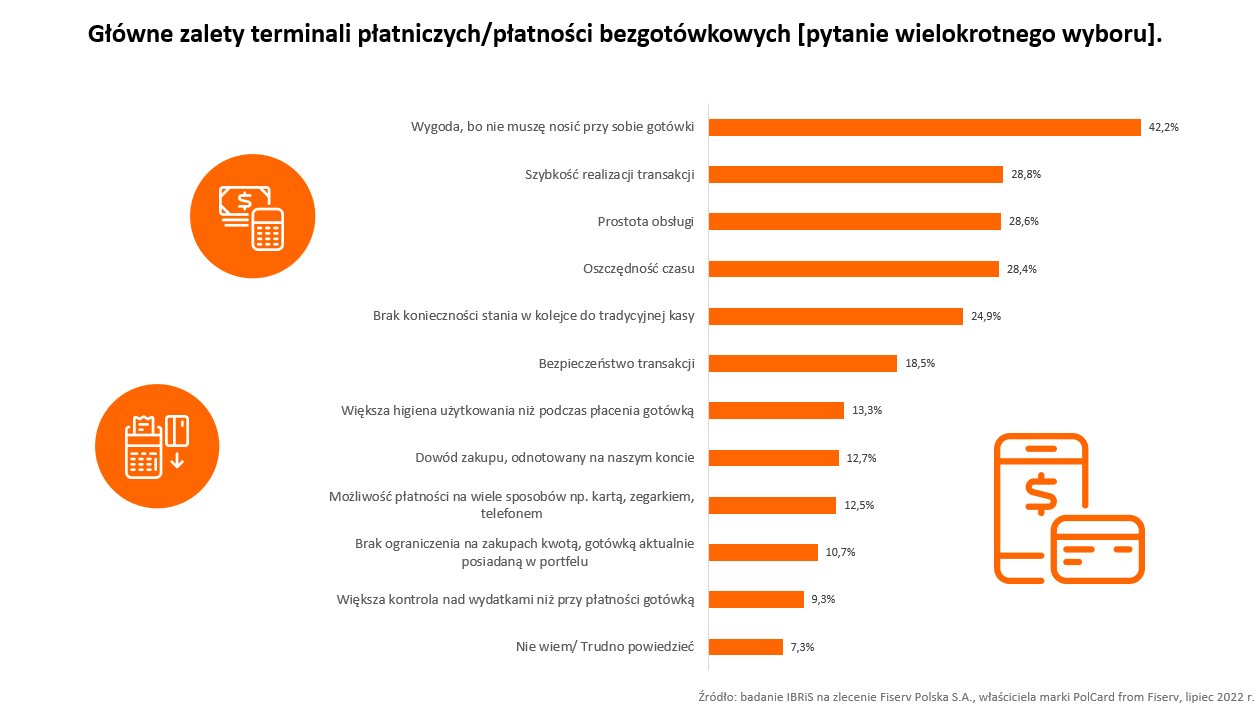 Główne zalety terminali płatniczych/płatności bezgotówkowych [pytanie wielokrotnego wyboru].
Wygoda, bo nie muszę nosić przy sobie gotówki
42,2%
Szybkość realizacji transakcji
28,8%
Prostota obsługi
28,6%
Oszczędność czasu
28,4%
Brak konieczności stania w kolejce do tradycyjnej kasy
24,9%
Bezpieczeństwo transakcji
18,5%
Większa higiena użytkowania niż podczas płacenia gotówką
13,3%
Dowód zakupu, odnotowany na naszym koncie
12,7%
Możliwość płatności na wiele sposobów np. kartą, zegarkiem,
telefonem
12,5%
Brak ograniczenia na zakupach kwotą, gotówką aktualnie
posiadaną w portfelu
10,7%
Większa kontrola nad wydatkami niż przy płatności gotówką
9,3%
Nie wiem/ Trudno powiedzieć
7,3%
Źródło: badanie IBRiS na zlecenie Fiserv Polska S.A., właściciela marki PolCard from Fiserv, lipiec 2022 r.